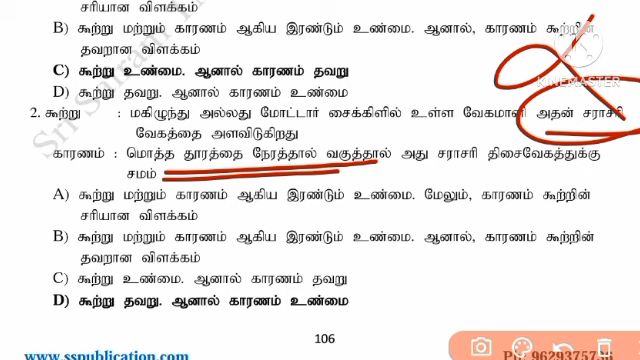 சரியான விளக்கம்
B) கூற்று மற்றும் காரணம் ஆகிய இரண்டும் உண்மை. ஆனால், காரணம் கூற்றின்
தவறான விளக்கம்
C) கூற்று உண்மை. ஆனால் காரணம் தவறு
D) கூற்று தவறு. ஆனால் காரணம் உண்மை
2. கூற்று : மகிழுந்து அல்லது மோட்டார் சைக்கிளில் உள்ள வேகமானி அதன் சராசரி
வேகத்தை அளவிடுகிறது
காரணம் : மொத்த தூரத்தை நேரத்தால் வகுத்தால் அது சராசரி திசைவேகத்துக்கு
சமம்
A) கூற்று மற்றும் காரணம் ஆகிய இரண்டும் உண்மை. மேலும், காரணம் கூற்றின்
சரியான விளக்கம்
B) கூற்று மற்றும் காரணம் ஆகிய இரண்டும் உண்மை. ஆனால், காரணம் கூற்றின்
தவறான விளக்கம்
C) கூற்று உண்மை. ஆனால் காரணம் தவறு
D) கூற்று தவறு. ஆனால் காரணம் உண்மை
106
www.sspublication.com
KINEMASTER